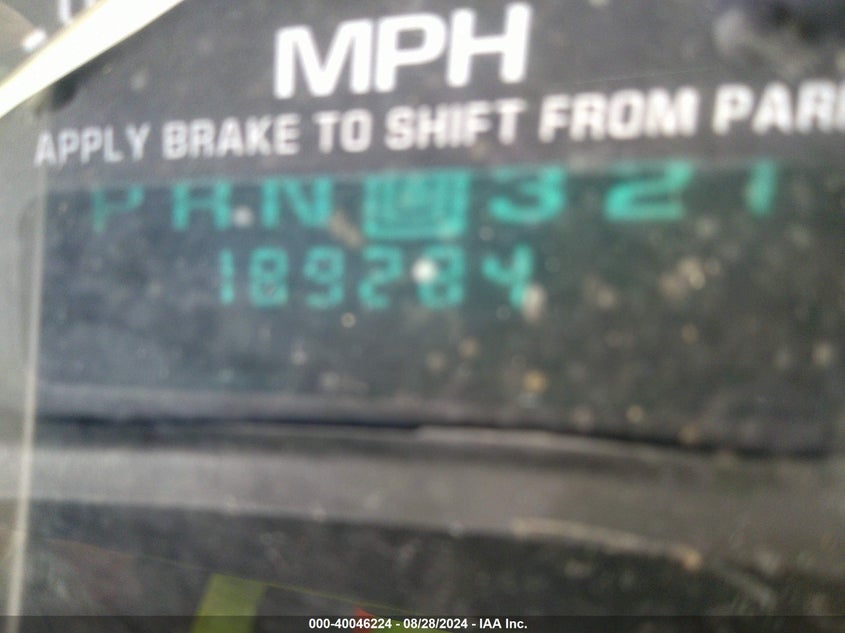 MPH
APPLY BRAKE TO SHIFT FROM PARK
P R N D 3 2 1
189284
000-40046224 - 08/28/2024 - IAA Inc.